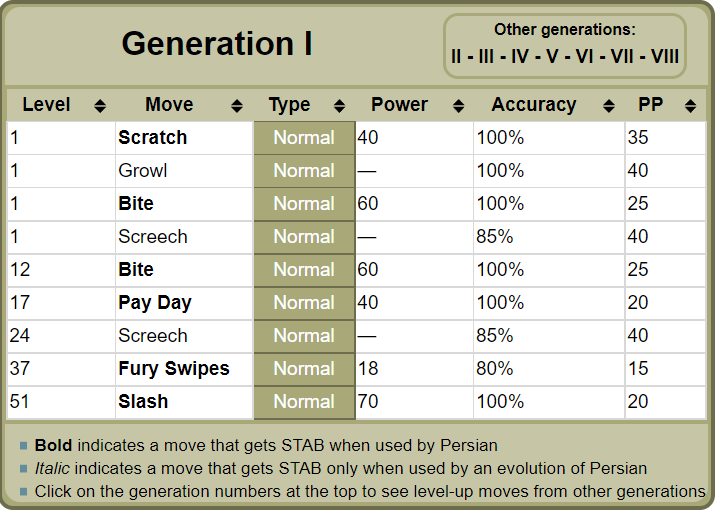 Generation I
Other generations:
II - III - IV - V - VI - VII - VIII
Level Move Type Power Accuracy PP
1 Scratch Normal 40 100% 35
1 Growl Normal — 100% 40
1 Bite Normal 60 100% 25
1 Screech Normal — 85% 40
12 Bite Normal 60 100% 25
17 Pay Day Normal 40 100% 20
24 Screech Normal — 85% 40
37 Fury Swipes Normal 18 80% 15
51 Slash Normal 70 100% 20
Bold indicates a move that gets STAB when used by Persian
Italic indicates a move that gets STAB only when used by an evolution of Persian
Click on the generation numbers at the top to see level-up moves from other generations